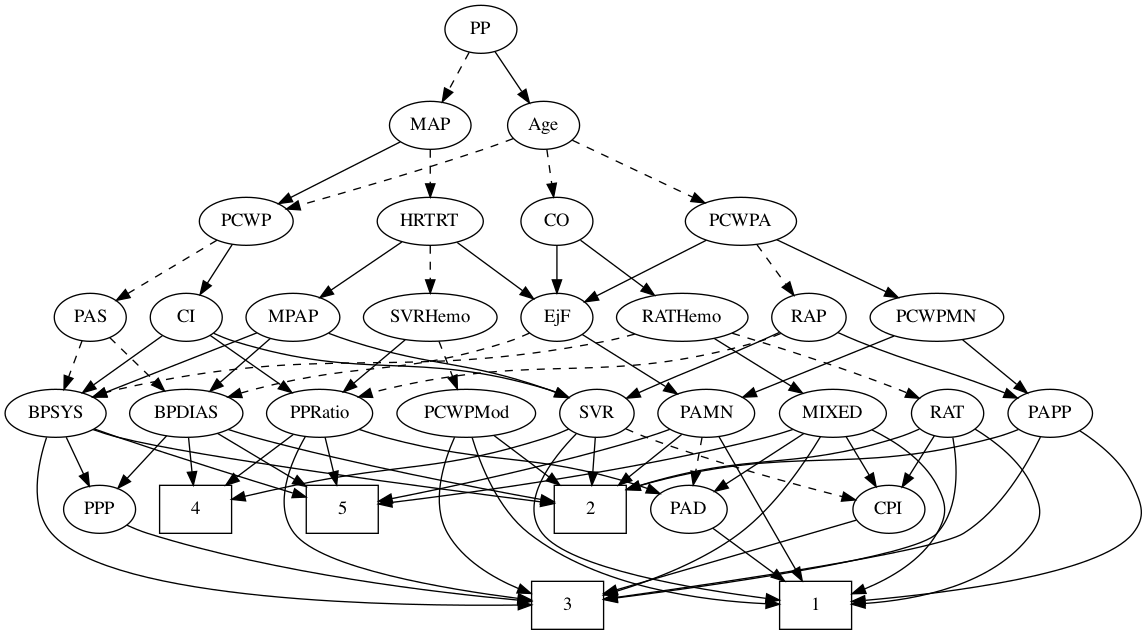 PP
MAP
Age
PCWP
HRTRT
CO
PCWPA
PAS
CI
MPAP
SVRHemo
EjF
RATHemo
RAP
PCWPMN
BPSYS
BPDIAS
PPRatio
PCWPMod
SVR
PAMN
MIXED
RAT
PAPP
PPP
4
5
2
PAD
CPI
3
1